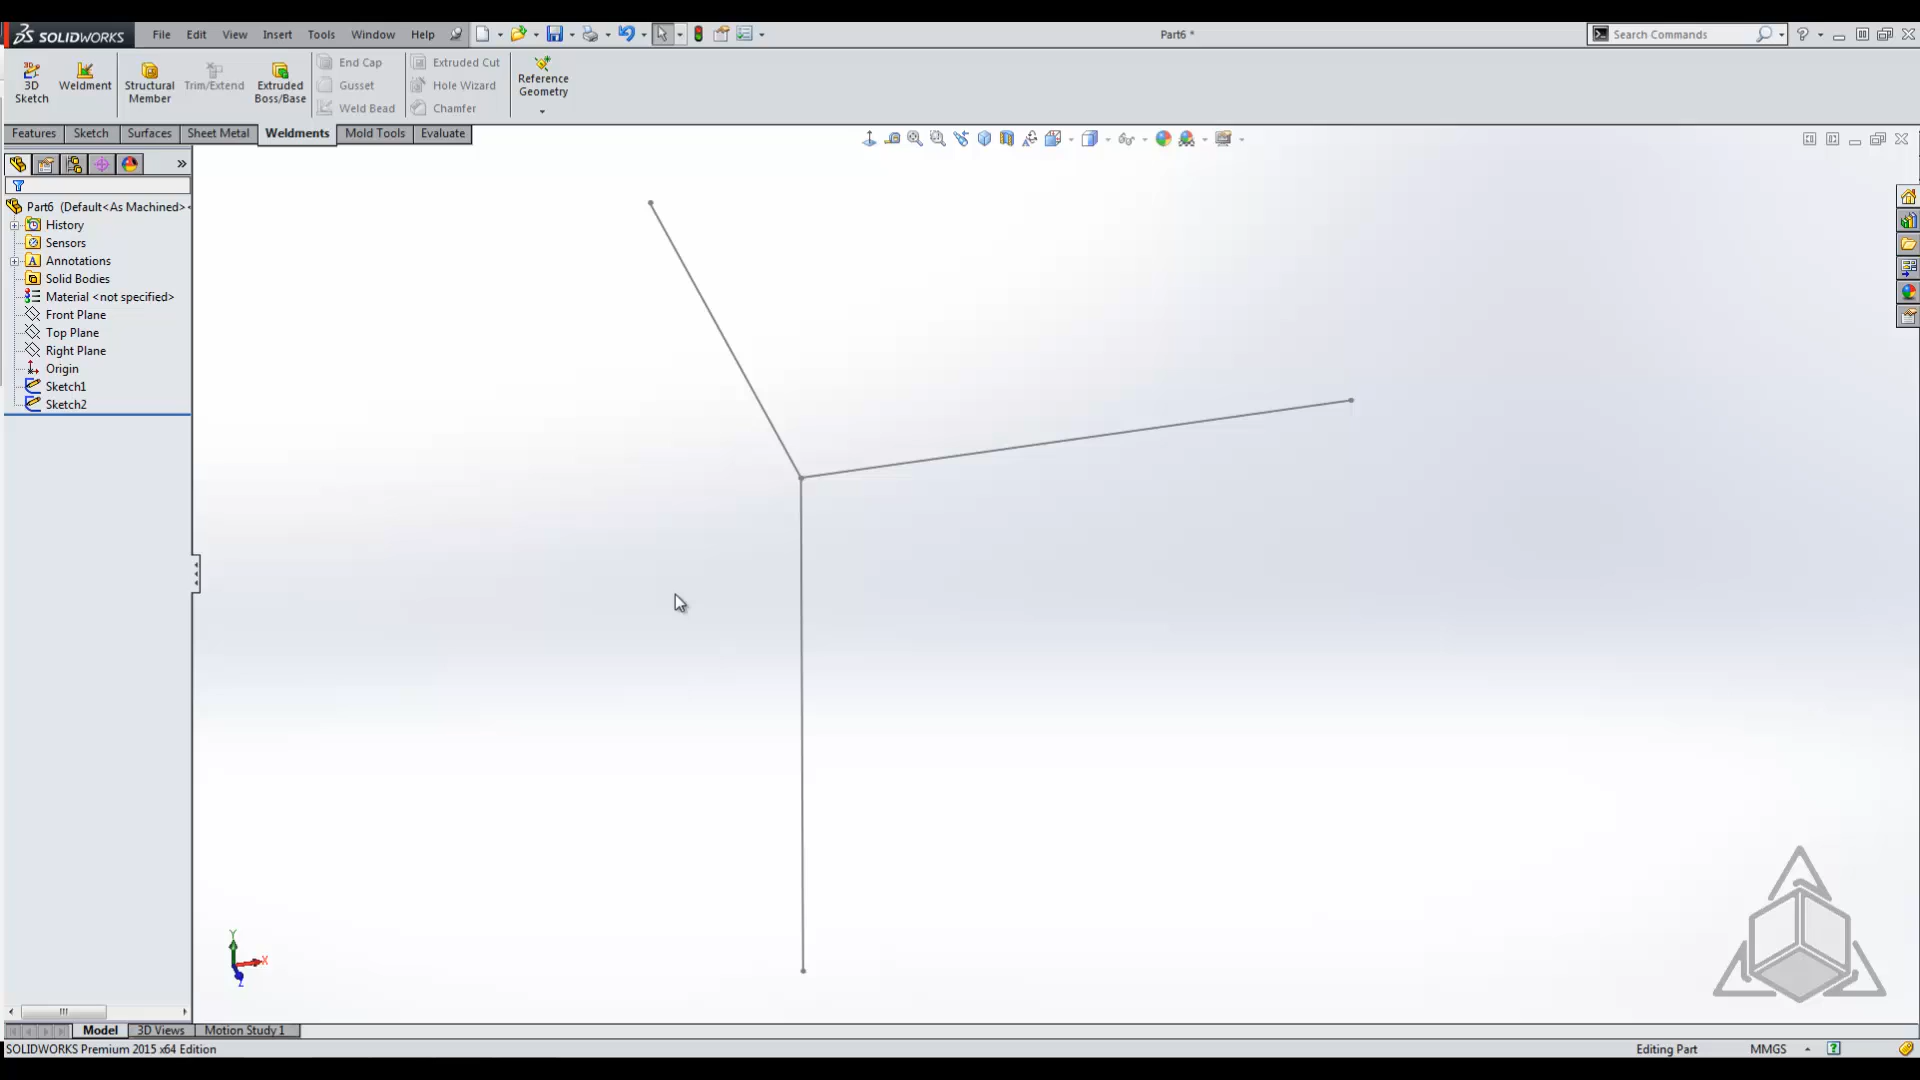 SOLIDWORKS File Edit View Insert Tools Window Help Part6 * Search Commands
3D Sketch Weldment Structural Member Trim/Extend Extruded Boss/Base End Cap Extruded Cut Reference Geometry
Gusset Hole Wizard
Weld Bead Chamfer
Features Sketch Surfaces Sheet Metal Weldments Mold Tools Evaluate
Part6 (Default<As Machined>
History
Sensors
Annotations
Solid Bodies
Material <not specified>
Front Plane
Top Plane
Right Plane
Origin
Sketch1
Sketch2
Y
X
Z
Model 3D Views Motion Study 1
SOLIDWORKS Premium 2015 x64 Edition Editing Part MMGS